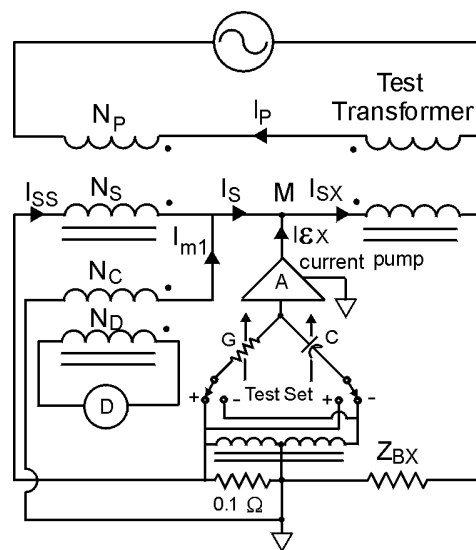 Test
Transformer
N_P
I_P
I_SS
N_S
I_S
M
I_SX
I_m1
IεX
N_C
current pump
A
N_D
G
C
D
+
-
Test Set
+
-
Z_BX
0.1 Ω